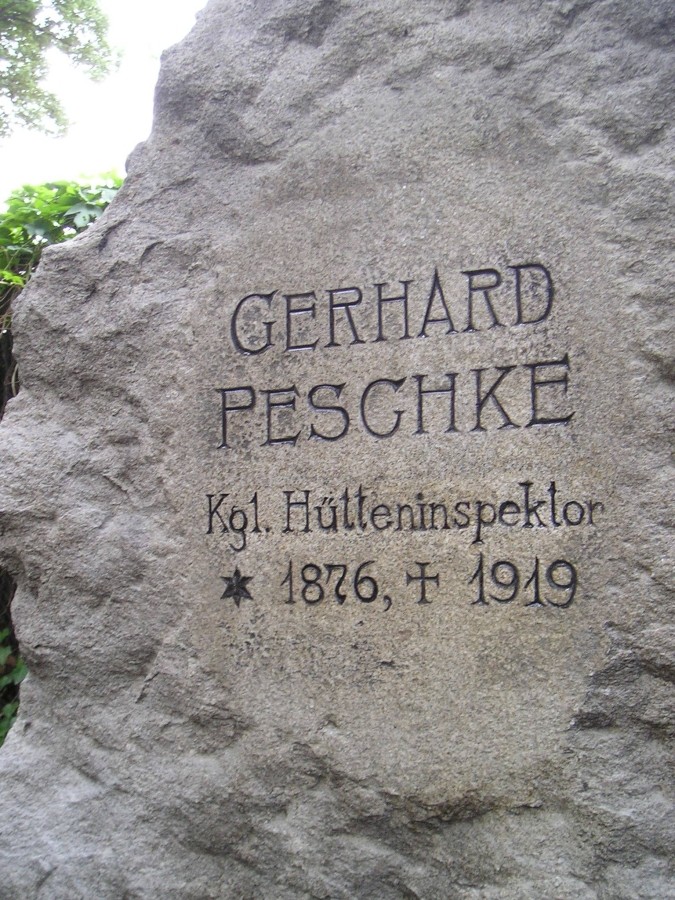 GERHARD
PESCHKE
Kgl. Hütteninspektor
✶ 1876, ✝ 1919